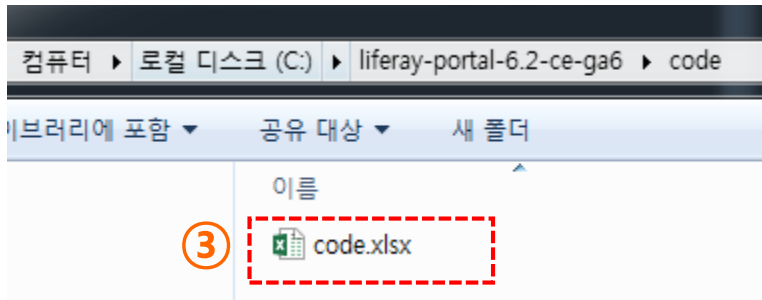 컴퓨터 ▶ 로컬 디스크 (C:) ▶ liferay-portal-6.2-ce-ga6 ▶ code
이브러리에 포함 ▼ 공유 대상 ▼ 새 폴더
이름
③ code.xlsx